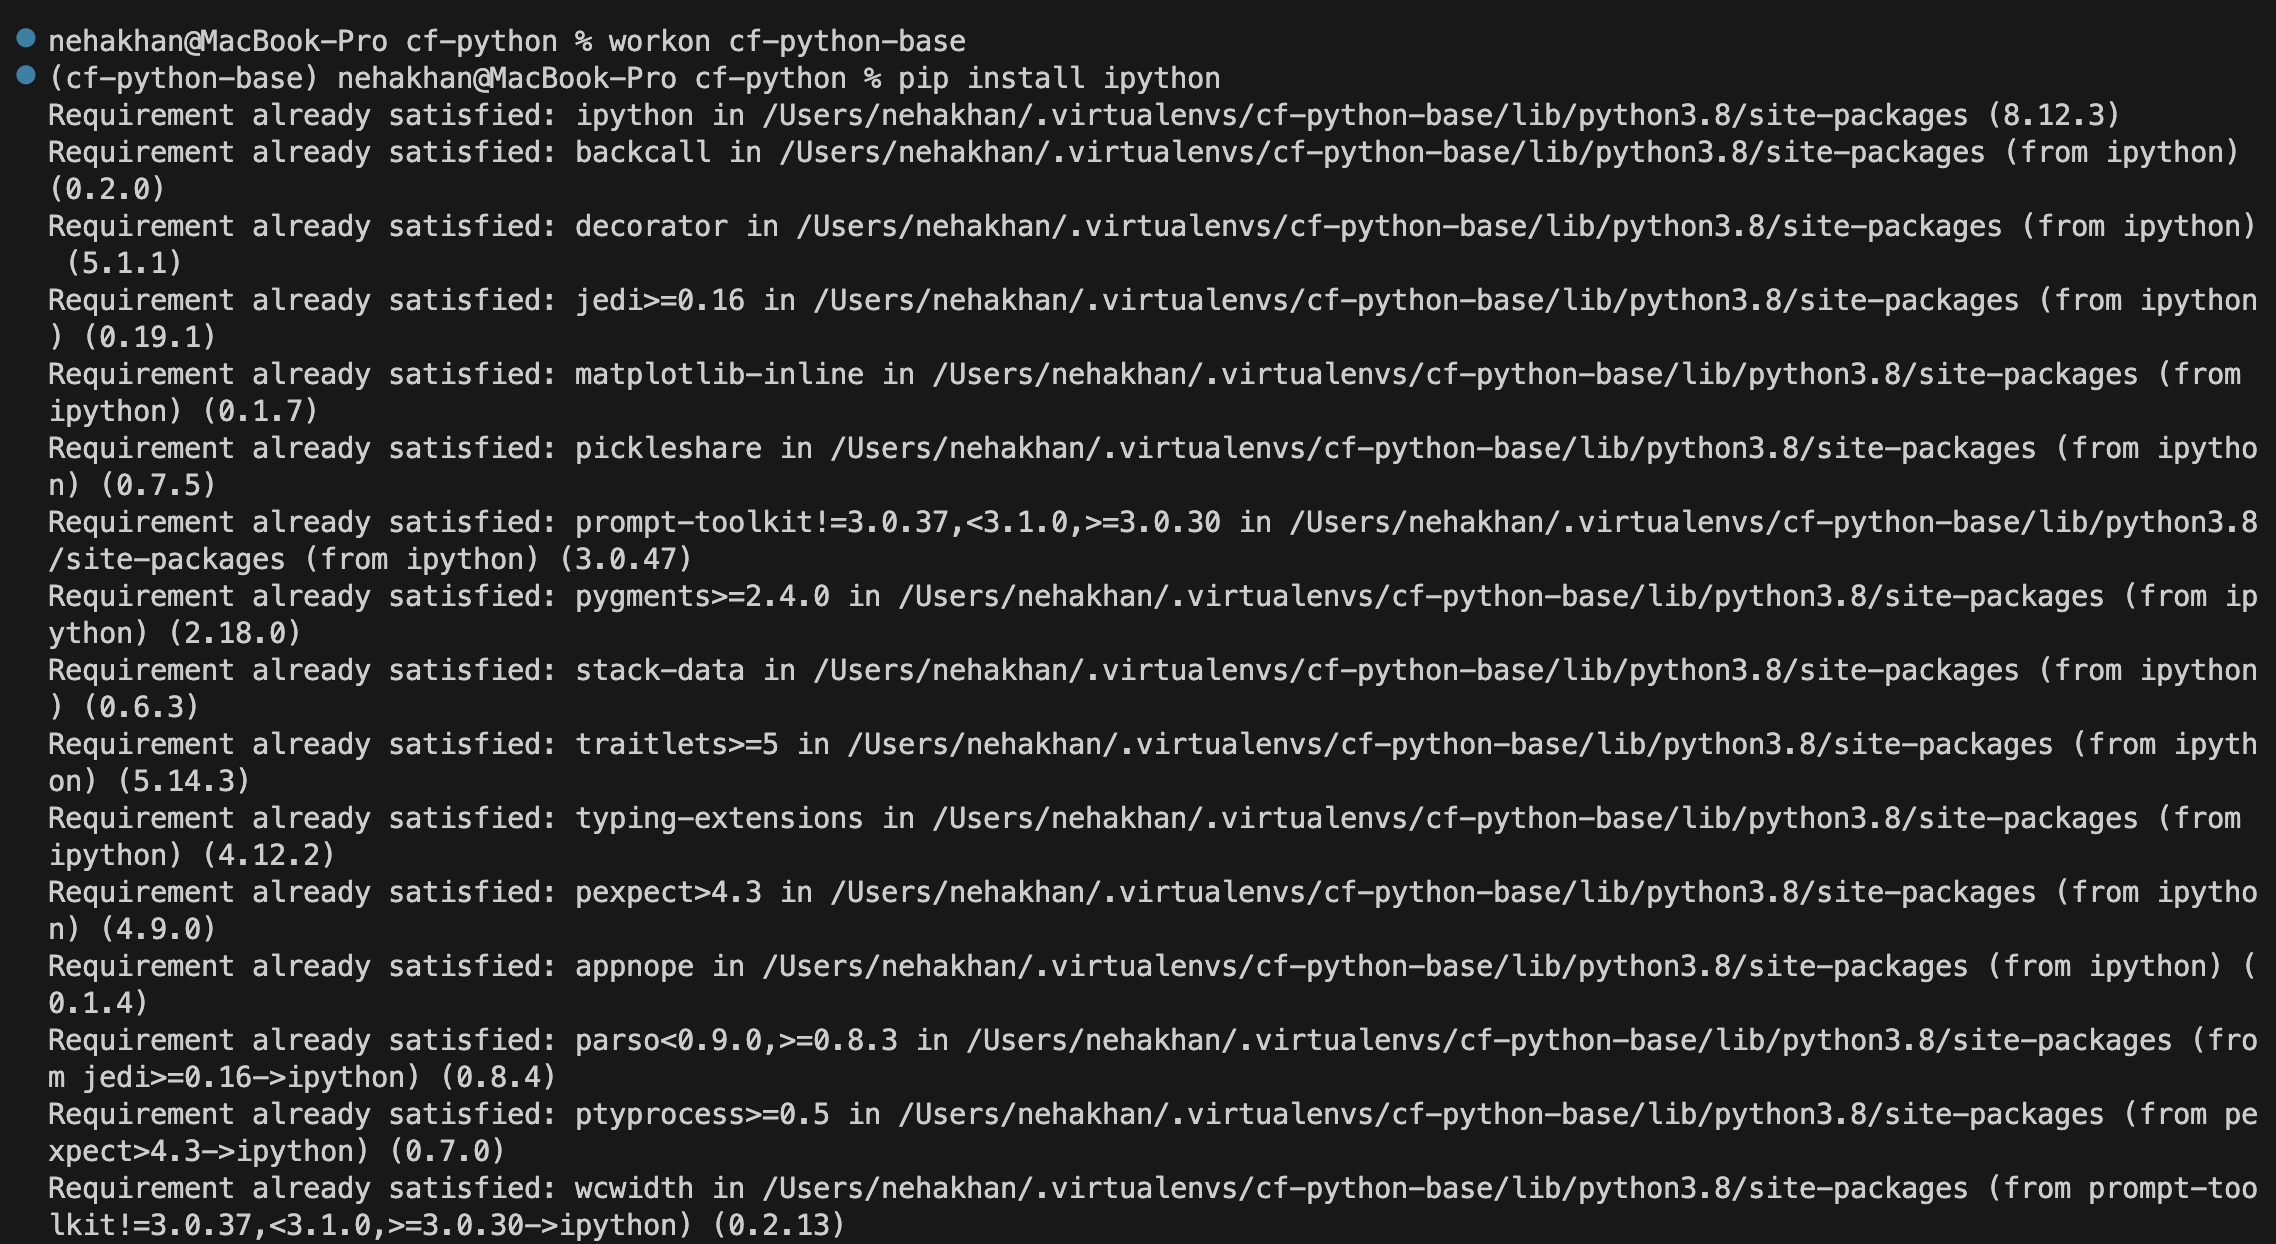 nehakhan@MacBook-Pro cf-python % workon cf-python-base
(cf-python-base) nehakhan@MacBook-Pro cf-python % pip install ipython
Requirement already satisfied: ipython in /Users/nehakhan/.virtualenvs/cf-python-base/lib/python3.8/site-packages (8.12.3)
Requirement already satisfied: backcall in /Users/nehakhan/.virtualenvs/cf-python-base/lib/python3.8/site-packages (from ipython)
(0.2.0)
Requirement already satisfied: decorator in /Users/nehakhan/.virtualenvs/cf-python-base/lib/python3.8/site-packages (from ipython)
 (5.1.1)
Requirement already satisfied: jedi>=0.16 in /Users/nehakhan/.virtualenvs/cf-python-base/lib/python3.8/site-packages (from ipython
) (0.19.1)
Requirement already satisfied: matplotlib-inline in /Users/nehakhan/.virtualenvs/cf-python-base/lib/python3.8/site-packages (from
ipython) (0.1.7)
Requirement already satisfied: pickleshare in /Users/nehakhan/.virtualenvs/cf-python-base/lib/python3.8/site-packages (from ipytho
n) (0.7.5)
Requirement already satisfied: prompt-toolkit!=3.0.37,<3.1.0,>=3.0.30 in /Users/nehakhan/.virtualenvs/cf-python-base/lib/python3.8
/site-packages (from ipython) (3.0.47)
Requirement already satisfied: pygments>=2.4.0 in /Users/nehakhan/.virtualenvs/cf-python-base/lib/python3.8/site-packages (from ip
ython) (2.18.0)
Requirement already satisfied: stack-data in /Users/nehakhan/.virtualenvs/cf-python-base/lib/python3.8/site-packages (from ipython
) (0.6.3)
Requirement already satisfied: traitlets>=5 in /Users/nehakhan/.virtualenvs/cf-python-base/lib/python3.8/site-packages (from ipyth
on) (5.14.3)
Requirement already satisfied: typing-extensions in /Users/nehakhan/.virtualenvs/cf-python-base/lib/python3.8/site-packages (from
ipython) (4.12.2)
Requirement already satisfied: pexpect>4.3 in /Users/nehakhan/.virtualenvs/cf-python-base/lib/python3.8/site-packages (from ipytho
n) (4.9.0)
Requirement already satisfied: appnope in /Users/nehakhan/.virtualenvs/cf-python-base/lib/python3.8/site-packages (from ipython) (
0.1.4)
Requirement already satisfied: parso<0.9.0,>=0.8.3 in /Users/nehakhan/.virtualenvs/cf-python-base/lib/python3.8/site-packages (fro
m jedi>=0.16->ipython) (0.8.4)
Requirement already satisfied: ptyprocess>=0.5 in /Users/nehakhan/.virtualenvs/cf-python-base/lib/python3.8/site-packages (from pe
xpect>4.3->ipython) (0.7.0)
Requirement already satisfied: wcwidth in /Users/nehakhan/.virtualenvs/cf-python-base/lib/python3.8/site-packages (from prompt-too
lkit!=3.0.37,<3.1.0,>=3.0.30->ipython) (0.2.13)